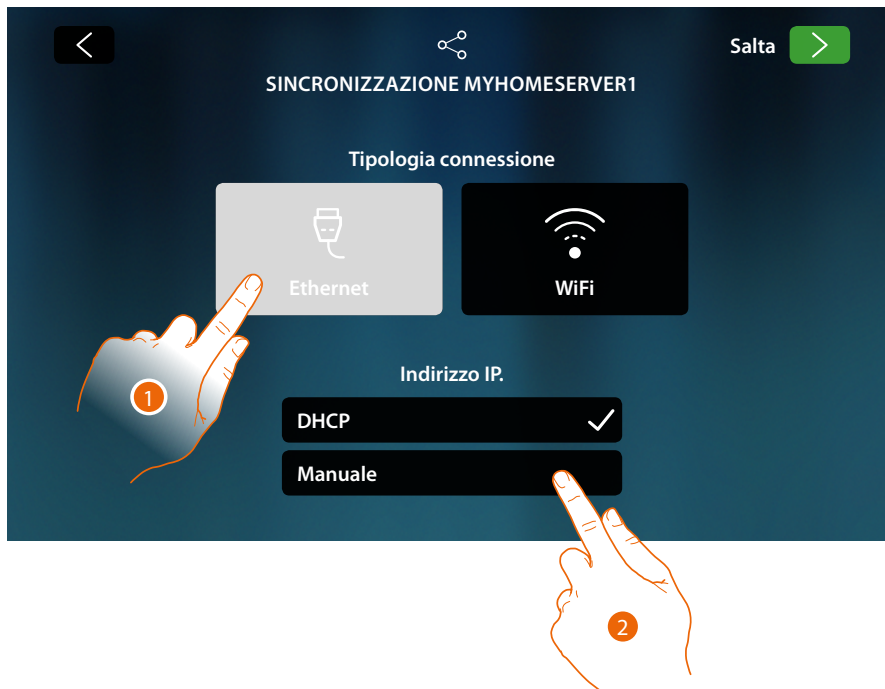 Salta
SINCRONIZZAZIONE MYHOMESERVER1
Tipologia connessione
Ethernet
WiFi
1
Indirizzo IP.
DHCP
Manuale
2